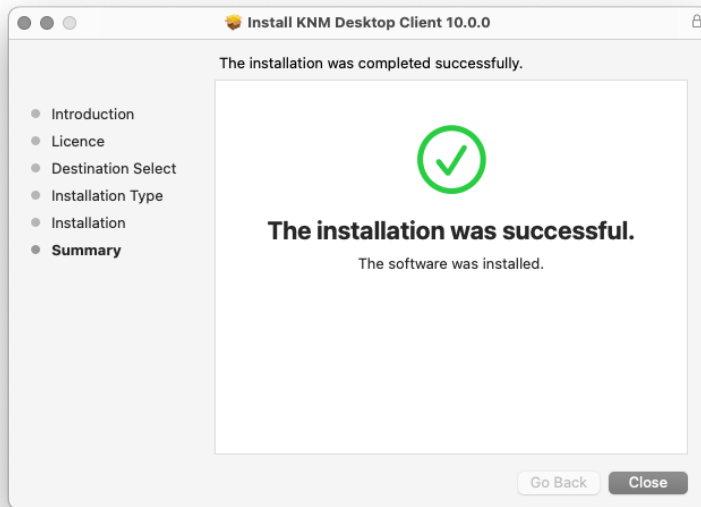 Install KNM Desktop Client 10.0.0
The installation was completed successfully.
Introduction
Licence
Destination Select
Installation Type
Installation
Summary
The installation was successful.
The software was installed.
Go Back
Close